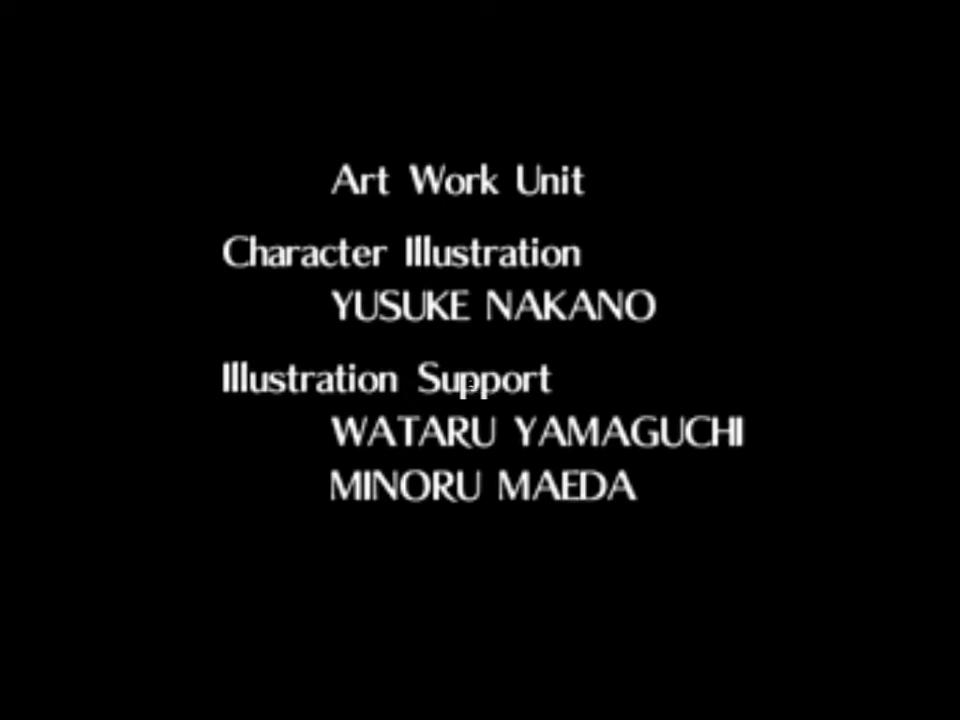 Art Work Unit
Character Illustration
YUSUKE NAKANO
Illustration Support
WATARU YAMAGUCHI
MINORU MAEDA